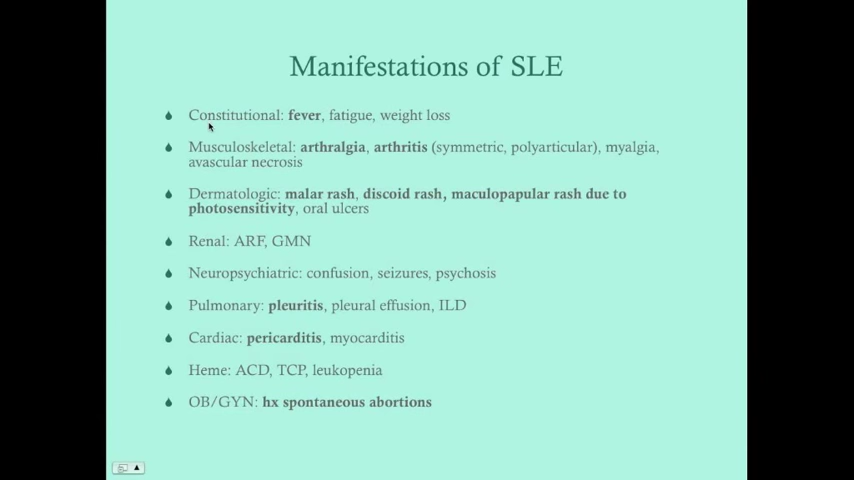 Manifestations of SLE
Constitutional: fever, fatigue, weight loss
Musculoskeletal: arthralgia, arthritis (symmetric, polyarticular), myalgia,
avascular necrosis
Dermatologic: malar rash, discoid rash, maculopapular rash due to
photosensitivity, oral ulcers
Renal: ARF, GMN
Neuropsychiatric: confusion, seizures, psychosis
Pulmonary: pleuritis, pleural effusion, ILD
Cardiac: pericarditis, myocarditis
Heme: ACD, TCP, leukopenia
OB/GYN: hx spontaneous abortions